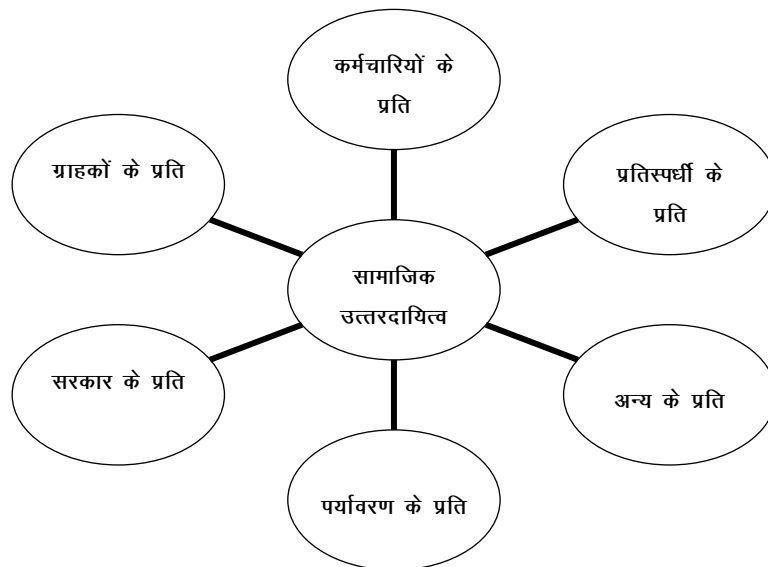 कर्मचारियों के
प्रति
ग्राहकों के प्रति
प्रतिस्पर्धी के
प्रति
सामाजिक
उत्तरदायित्व
सरकार के प्रति
अन्य के प्रति
पर्यावरण के प्रति